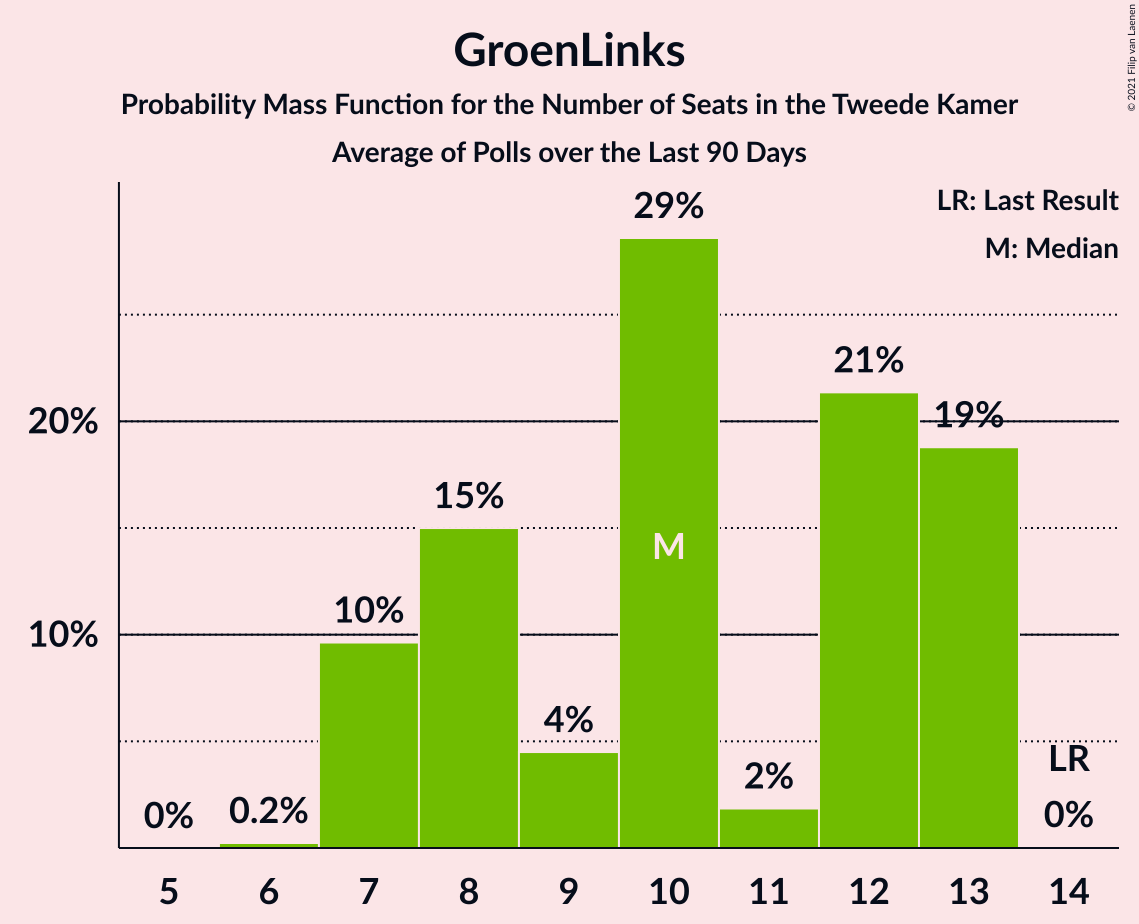 GroenLinks
Probability Mass Function for the Number of Seats in the Tweede Kamer
Average of Polls over the Last 90 Days
© 2021 Filip van Laenen
LR: Last Result
M: Median
29%
21%
19%
20%
15%
M
10%
10%
4%
2%
LR
0%
0.2%
0%
5 6 7 8 9 10 11 12 13 14